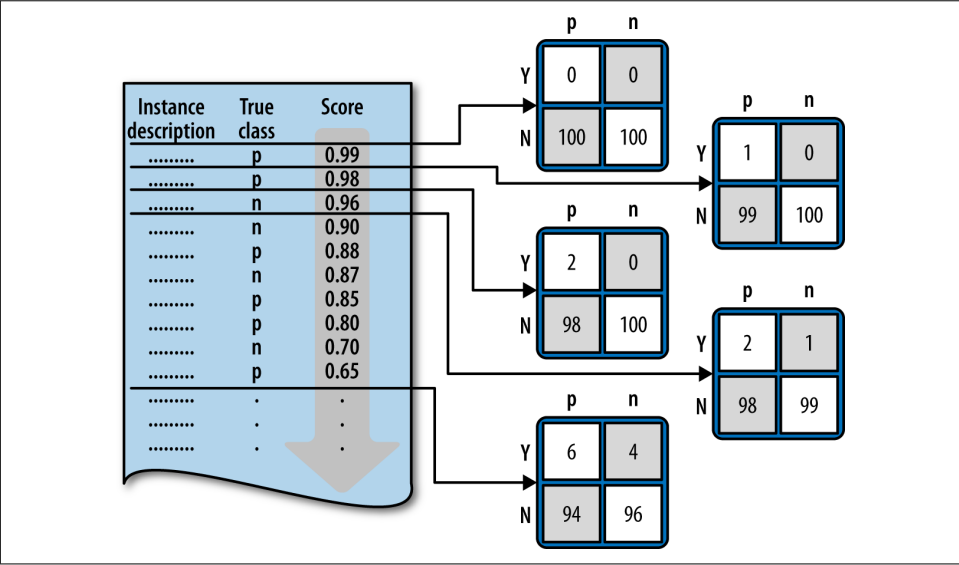 Instance description True class Score
......... p 0.99
......... p 0.98
......... n 0.96
......... n 0.90
......... p 0.88
......... n 0.87
......... p 0.85
......... p 0.80
......... n 0.70
......... p 0.65
......... . .
......... . .
......... . .
p n
Y 0 0
N 100 100
p n
Y 1 0
N 99 100
p n
Y 2 0
N 98 100
p n
Y 2 1
N 98 99
p n
Y 6 4
N 94 96